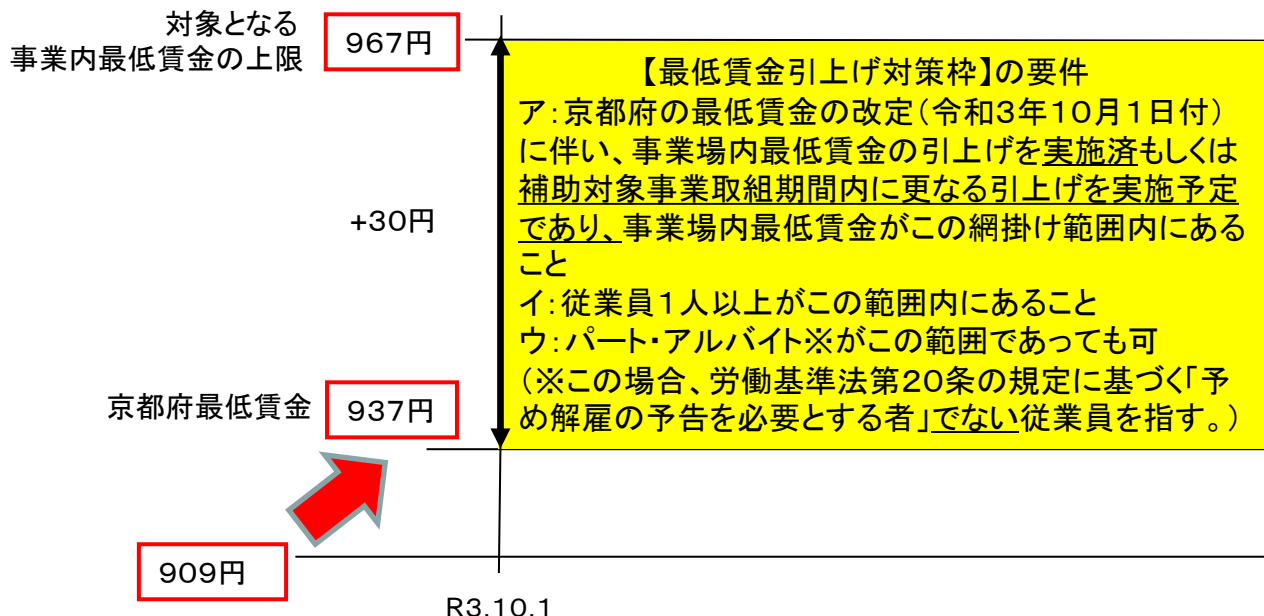 対象となる
事業内最低賃金の上限
967円
【最低賃金引上げ対策枠】の要件
ア：京都府の最低賃金の改定（令和3年10月1日付）
に伴い、事業場内最低賃金の引上げを実施済もしくは
補助対象事業取組期間内に更なる引上げを実施予定
であり、事業場内最低賃金がこの網掛け範囲内にある
こと
イ：従業員1人以上がこの範囲内にあること
ウ：パート・アルバイト※がこの範囲であっても可
（※この場合、労働基準法第20条の規定に基づく「予
め解雇の予告を必要とする者」でない従業員を指す。）
+30円
京都府最低賃金
937円
909円
R3.10.1